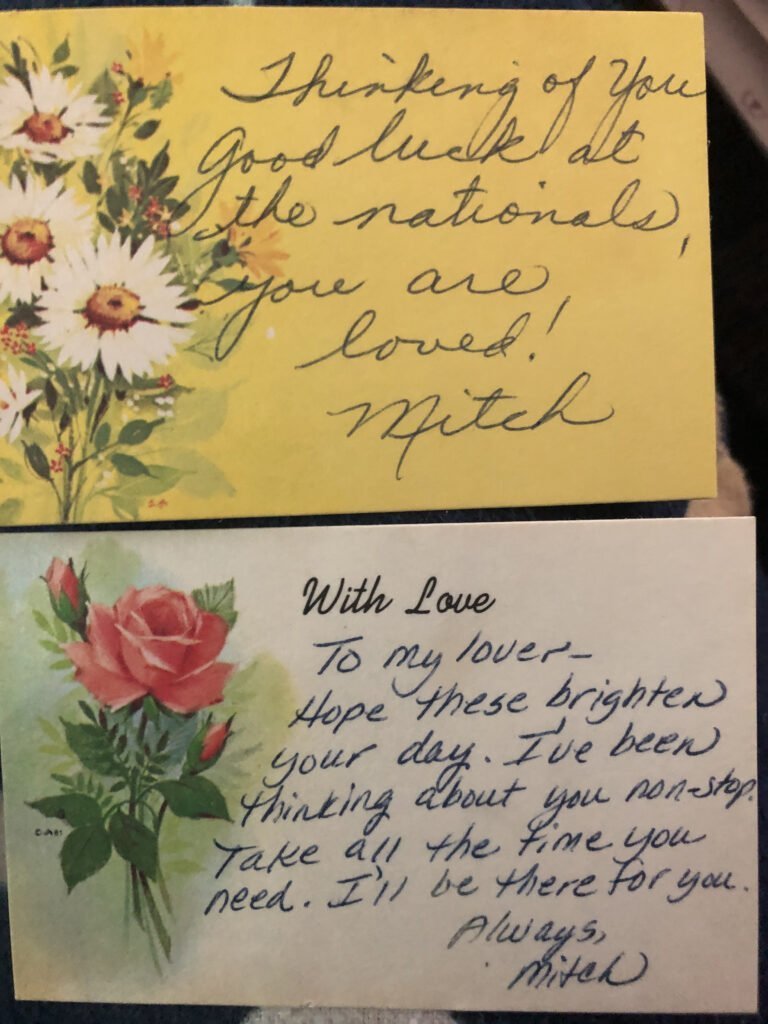 Thinking of You
Good luck at
the nationals,
you are
loved!
Mitch
With Love
To my lover-
Hope these brighten
your day. I've been
thinking about you non-stop.
Take all the time you
need. I'll be there for you.
Always,
Mitch